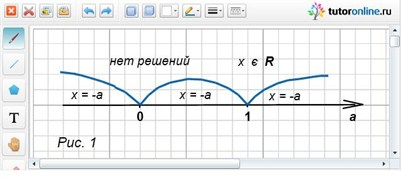 tutoronline.ru
T
нет решений x є R
x = -a x = -a x = -a
0 1 a
Рис. 1